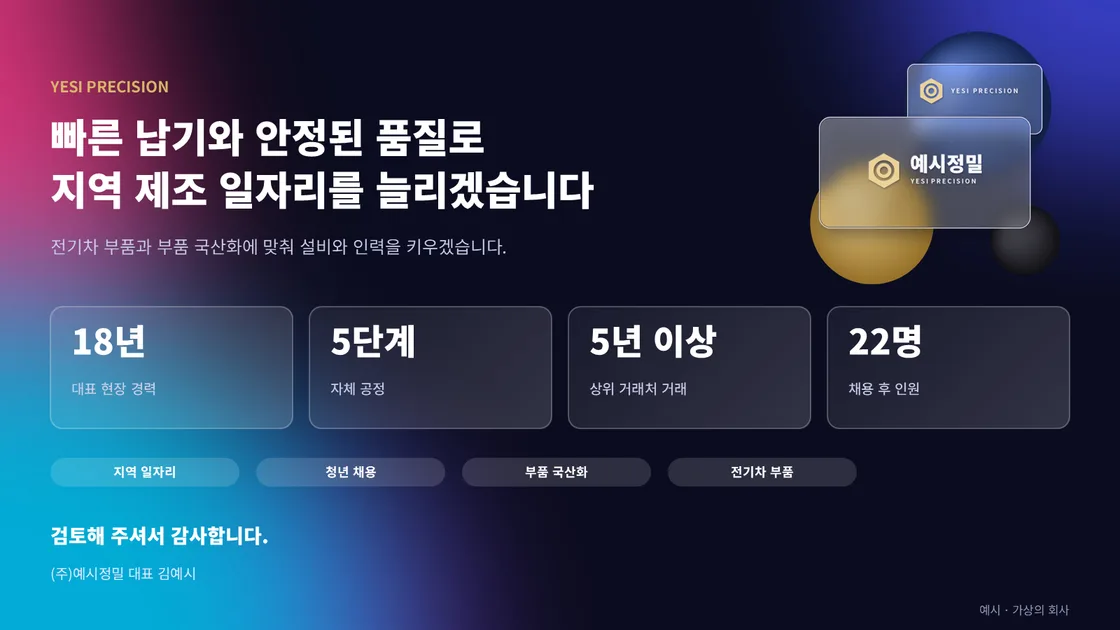 YESI PRECISION
빠른 납기와 안정된 품질로
지역 제조 일자리를 늘리겠습니다
전기차 부품과 부품 국산화에 맞춰 설비와 인력을 키우겠습니다.
YESI PRECISION
예시정밀
YESI PRECISION
18년
대표 현장 경력
5단계
자체 공정
5년 이상
상위 거래처 거래
22명
채용 후 인원
지역 일자리
청년 채용
부품 국산화
전기차 부품
검토해 주셔서 감사합니다.
(주)예시정밀 대표 김예시
예시 · 가상의 회사